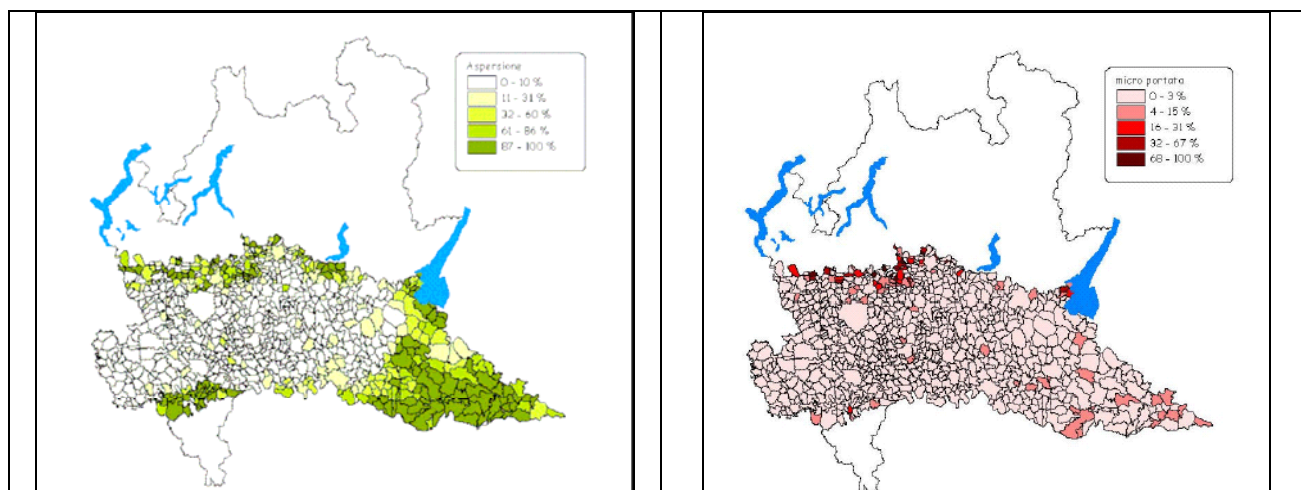 Aspersione
0 - 10 %
11 - 31 %
32 - 60 %
61 - 86 %
87 - 100 %
micro portata
0 - 3 %
4 - 15 %
16 - 31 %
32 - 67 %
68 - 100 %